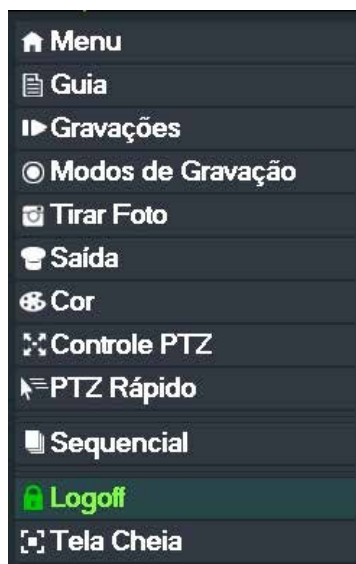 Menu
Guia
Gravações
Modos de Gravação
Tirar Foto
Saída
Cor
Controle PTZ
PTZ Rápido
Sequencial
Logoff
Tela Cheia